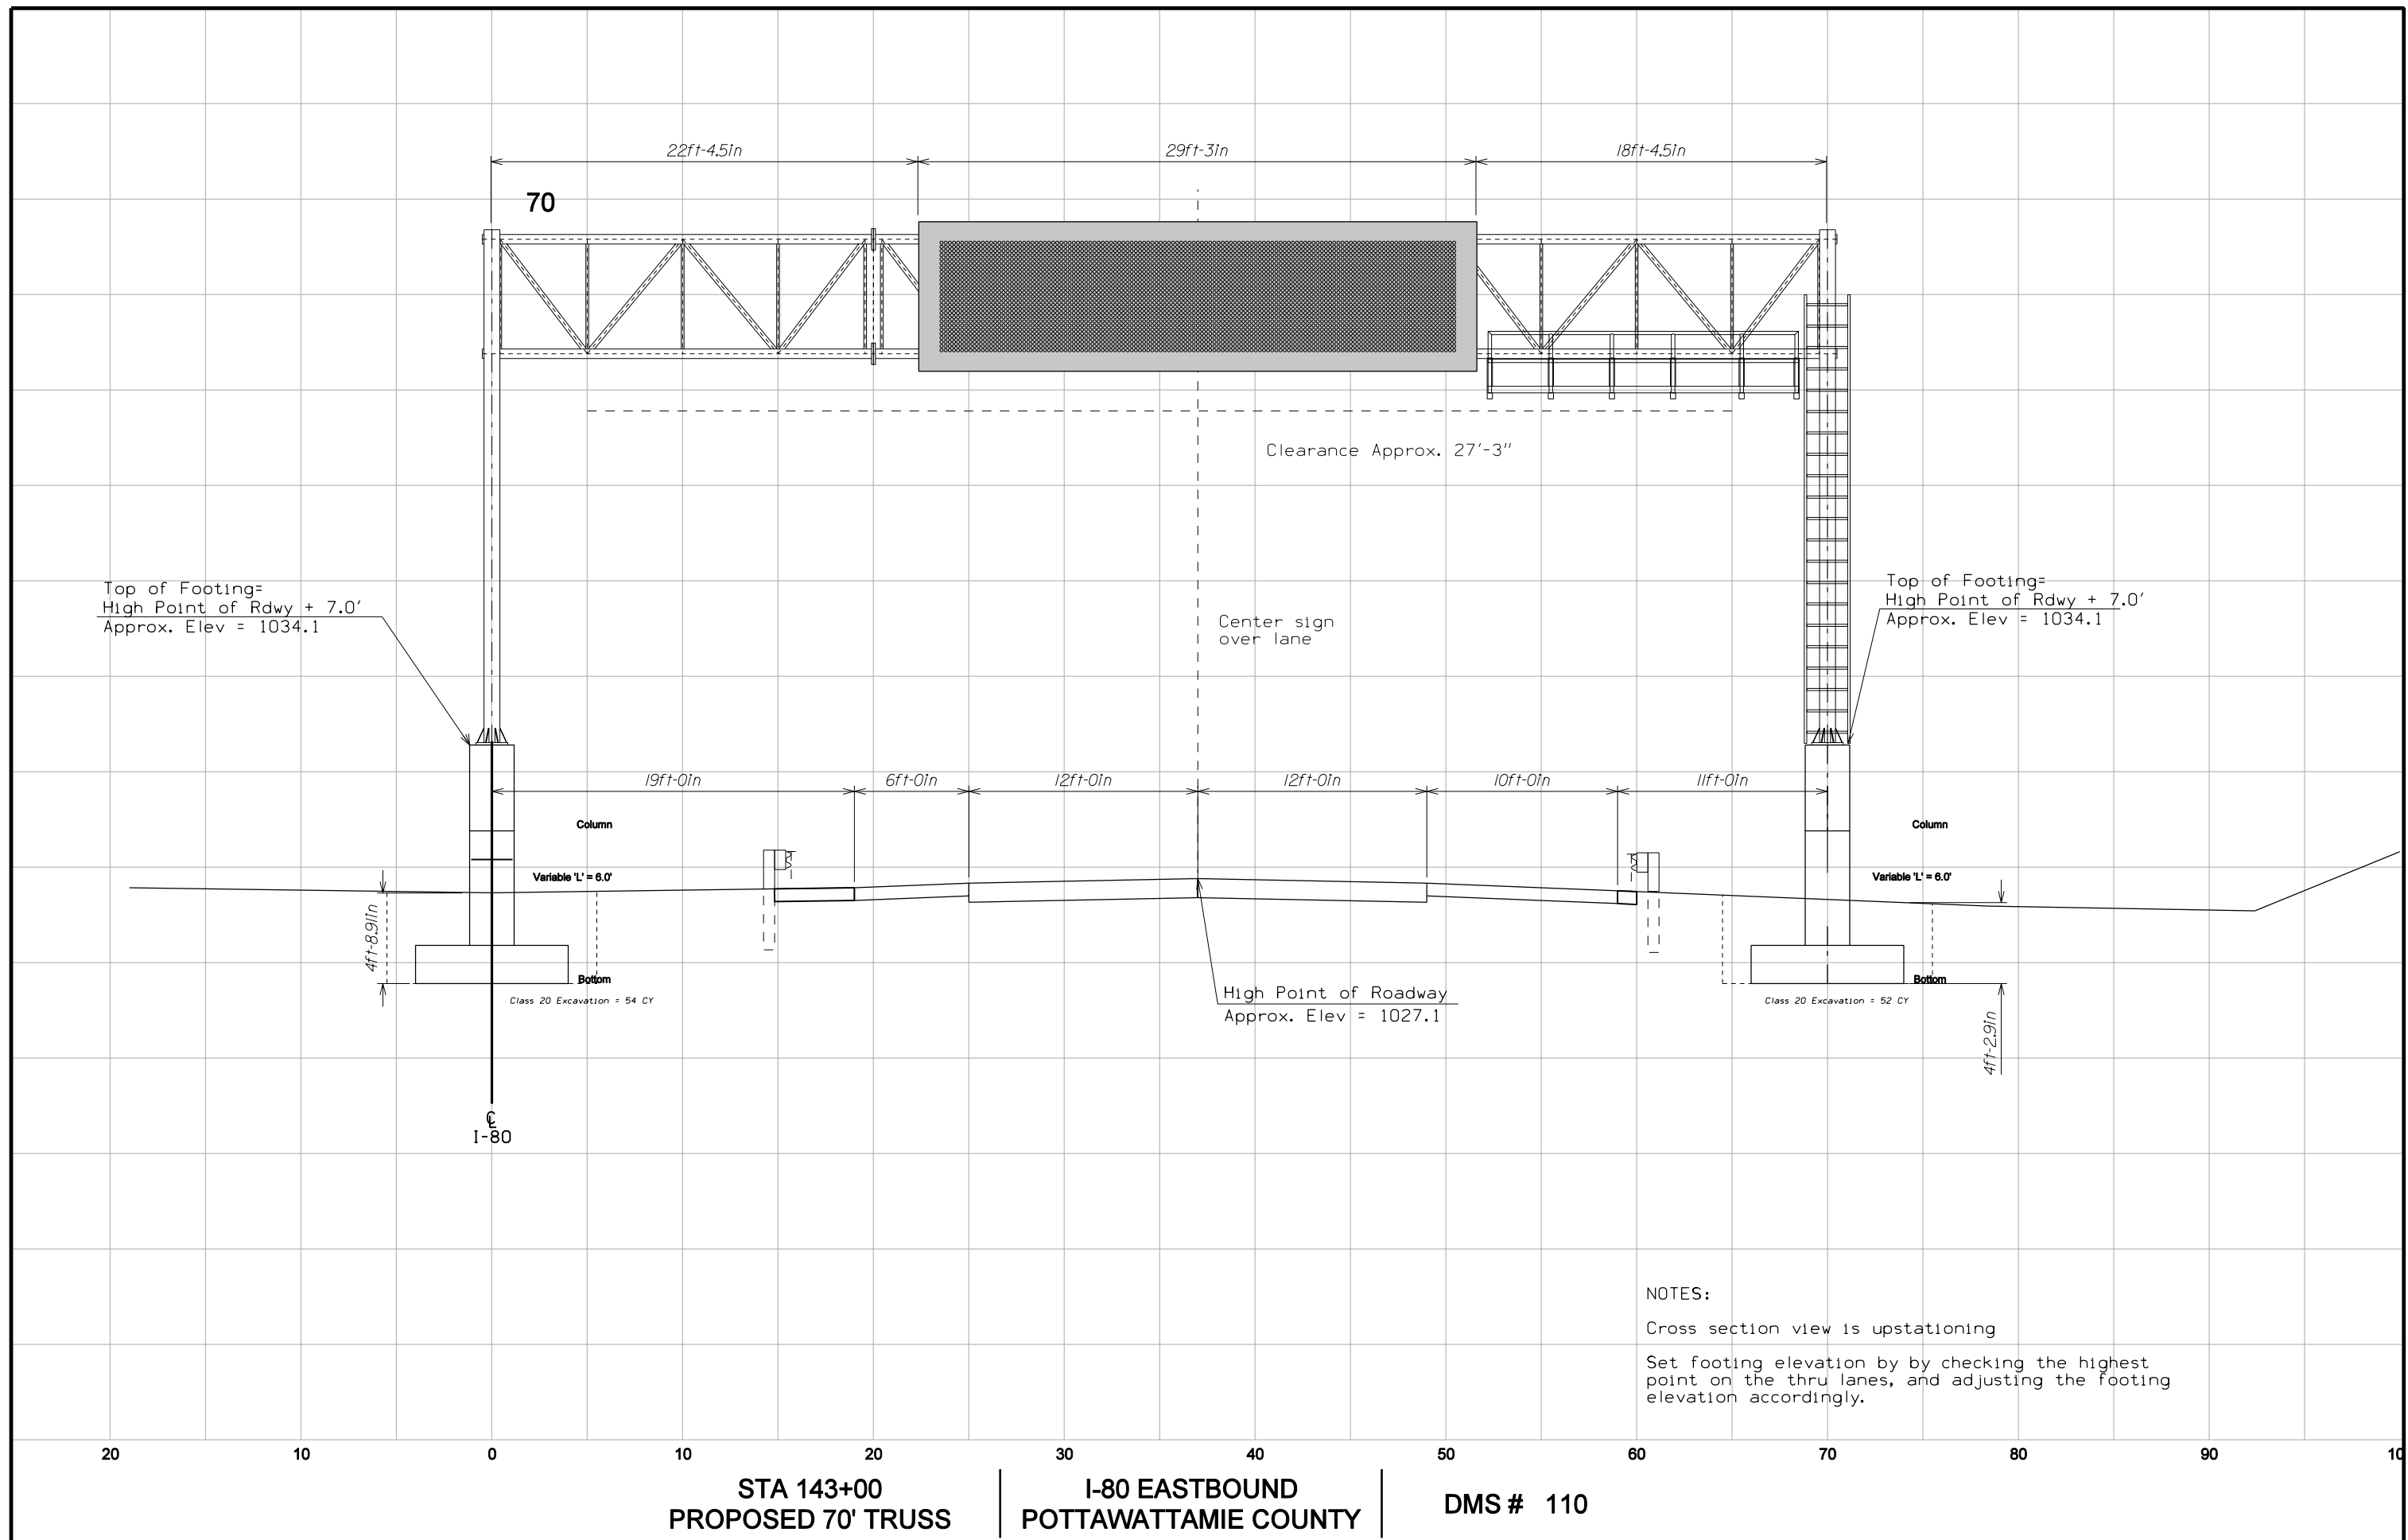 22ft-4.5in
29ft-3in
18ft-4.5in
70
Clearance Approx. 27'-3"
Top of Footing=
High Point of Rdwy + 7.0'
Approx. Elev = 1034.1
Top of Footing=
High Point of Rdwy + 7.0'
Approx. Elev = 1034.1
Center sign
over lane
19ft-0in
6ft-0in
12ft-0in
12ft-0in
10ft-0in
11ft-0in
Column
Column
Variable 'L' = 6.0'
Variable 'L' = 6.0'
4ft-8.91in
Bottom
Bottom
Class 20 Excavation = 54 CY
Class 20 Excavation = 52 CY
High Point of Roadway
Approx. Elev = 1027.1
4ft-2.9in
CL
I-80
NOTES:
Cross section view is upstationing
Set footing elevation by by checking the highest
point on the thru lanes, and adjusting the footing
elevation accordingly.
20 10 0 10 20 30 40 50 60 70 80 90 10
STA 143+00
PROPOSED 70' TRUSS
I-80 EASTBOUND
POTTAWATTAMIE COUNTY
DMS # 110